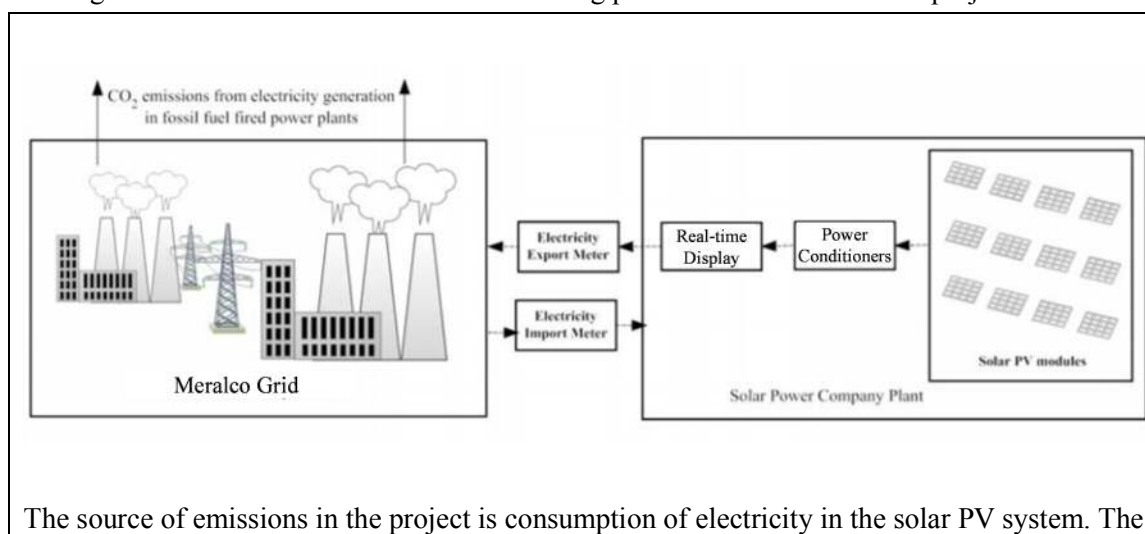 CO2 emissions from electricity generation
in fossil fuel fired power plants
Meralco Grid
Electricity
Export Meter
Electricity
Import Meter
Real-time
Display
Power
Conditioners
Solar PV modules
Solar Power Company Plant
The source of emissions in the project is consumption of electricity in the solar PV system. The